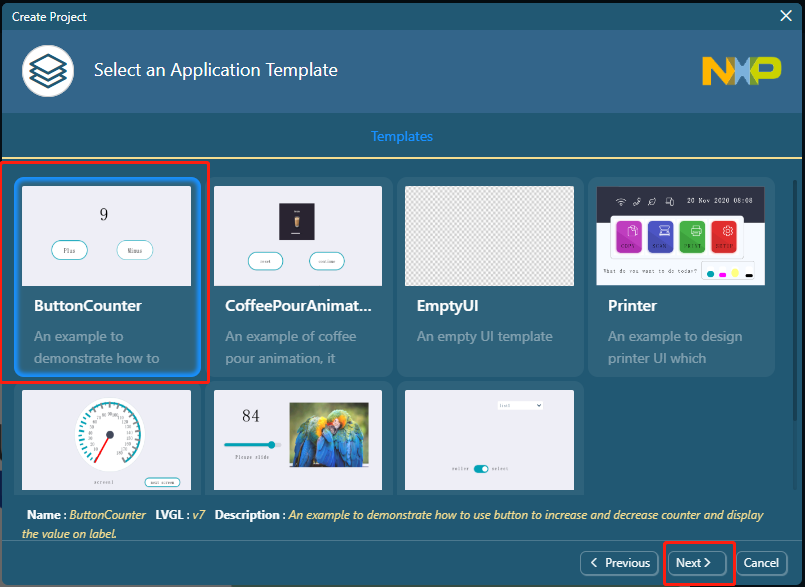 Create Project
Select an Application Template
NXP
Templates
9
Plus
Minus
ButtonCounter
An example to
demonstrate how to
CoffeePourAnimat...
An example of coffee
pour animation, it
EmptyUI
An empty UI template
20 Nov 2020 08:08
What do you want to do today?
Printer
An example to design
printer UI which
84
Please slide
Name : ButtonCounter LVGL : v7 Description : An example to demonstrate how to use button to increase and decrease counter and display
the value on label.
Previous
Next
Cancel